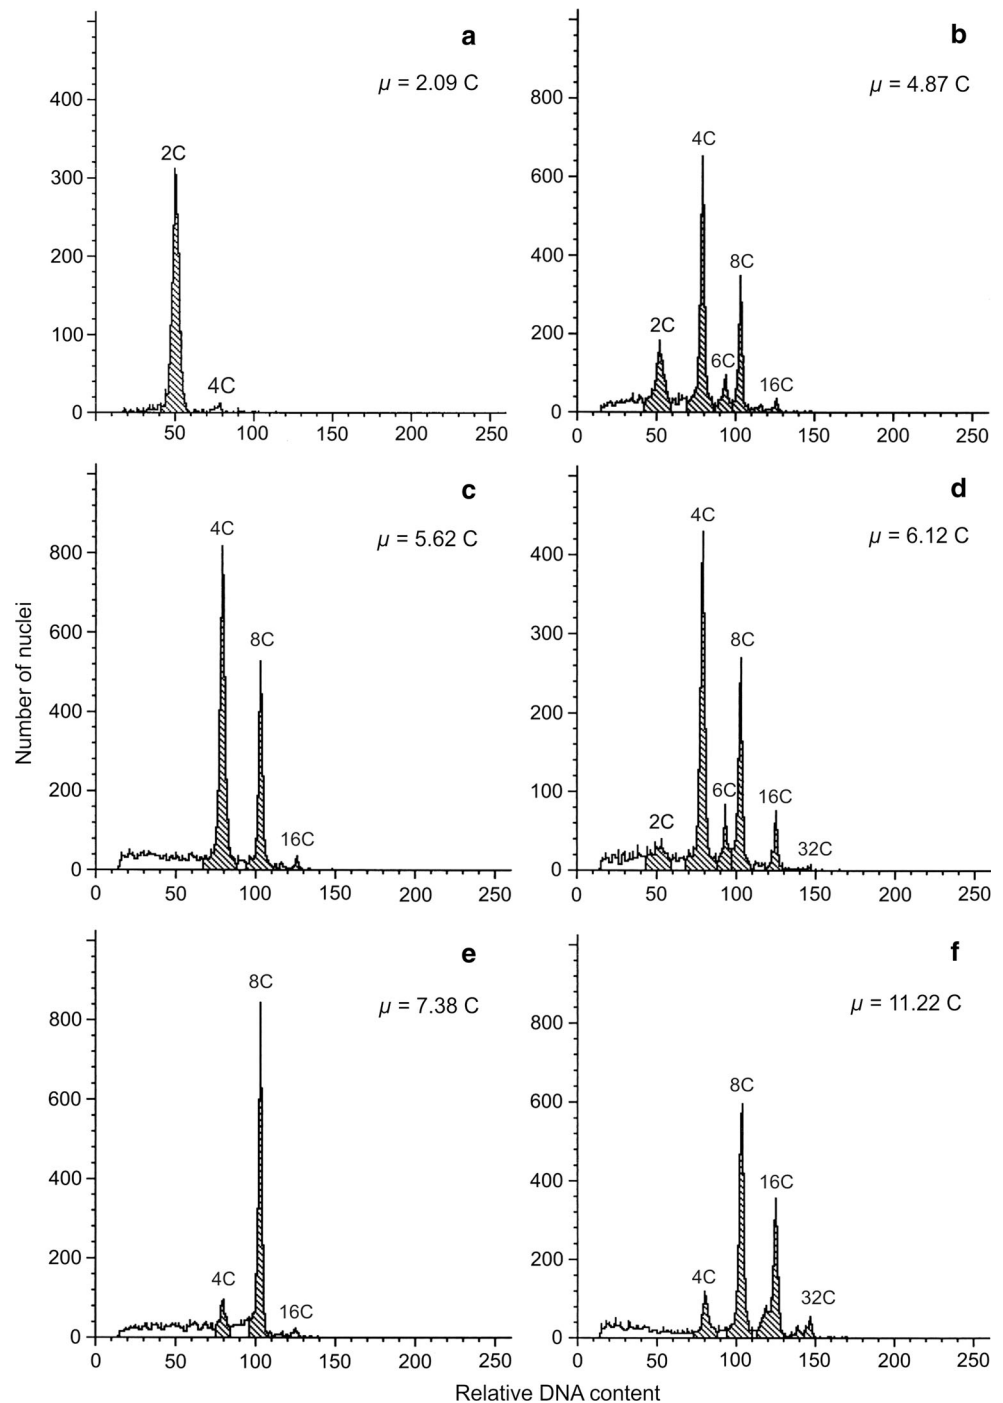 a
μ = 2.09 C
400
300
200
100
0
2C
4C
0 50 100 150 200 250
b
μ = 4.87 C
800
600
400
200
0
2C
4C
6C
8C
16C
0 50 100 150 200 250
c
μ = 5.62 C
800
600
400
200
0
4C
8C
16C
0 50 100 150 200 250
d
μ = 6.12 C
400
300
200
100
0
2C
4C
6C
8C
16C
32C
0 50 100 150 200 250
e
μ = 7.38 C
800
600
400
200
0
4C
8C
16C
0 50 100 150 200 250
f
μ = 11.22 C
800
600
400
200
0
4C
8C
16C
32C
0 50 100 150 200 250
Number of nuclei
Relative DNA content